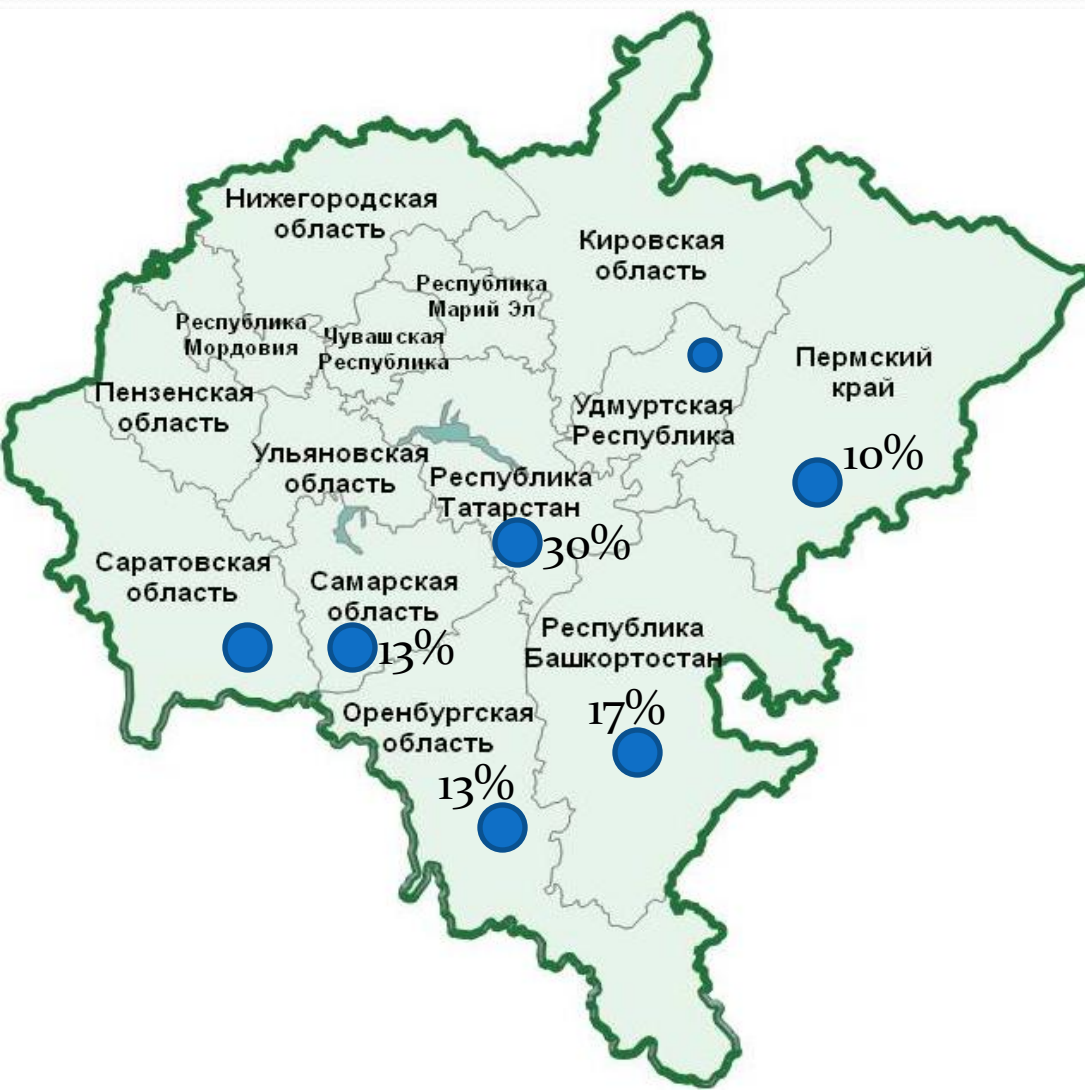 Нижегородская
область
Кировская
область
Республика
Марий Эл
Республика
Мордовия
Чувашская
Республика
Пермский
край
Пензенская
область
Удмуртская
Республика
Ульяновская
область
10%
Республика
Татарстан
30%
Саратовская
область
Самарская
область
13%
Республика
Башкортостан
17%
Оренбургская
область
13%